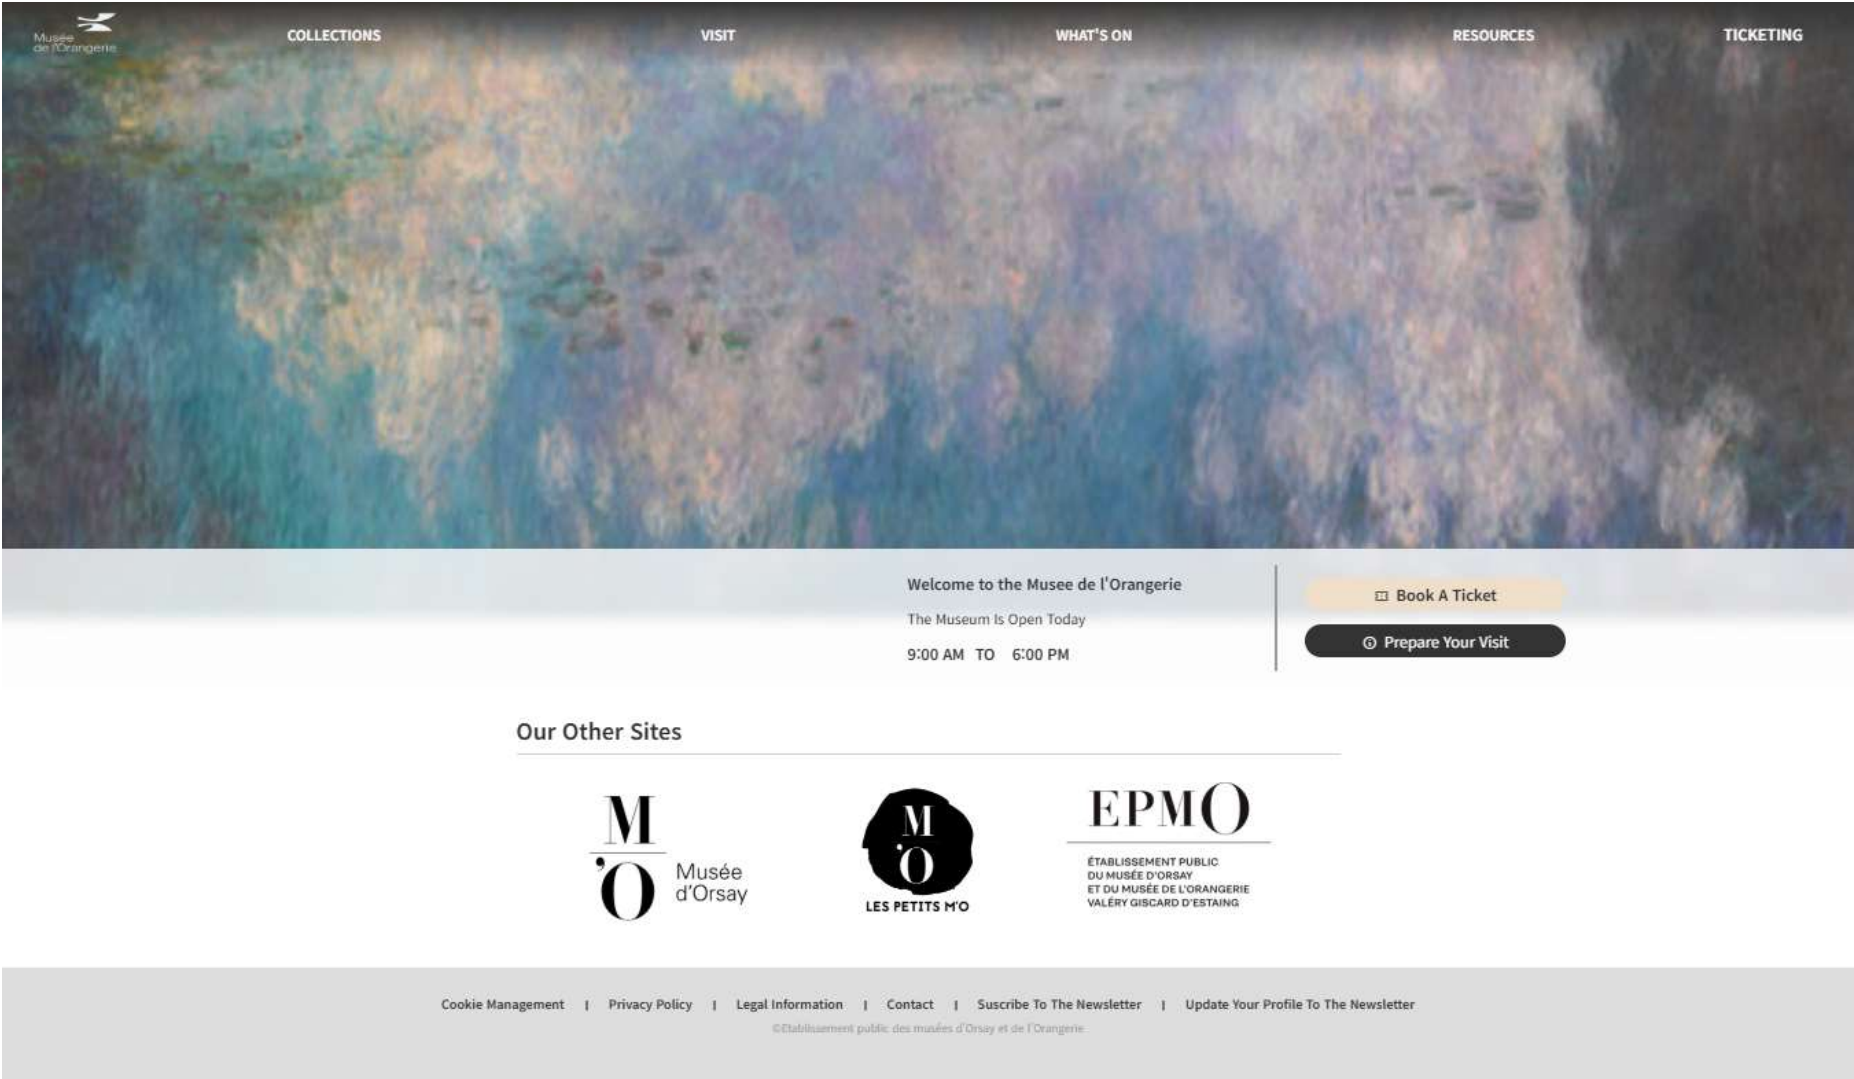 Musée
de l'Orangerie
COLLECTIONS
VISIT
WHAT'S ON
RESOURCES
TICKETING
Welcome to the Musee de l'Orangerie
The Museum Is Open Today
9:00 AM TO 6:00 PM
Book A Ticket
Prepare Your Visit
Our Other Sites
M
'O
Musée
d'Orsay
M
'O
LES PETITS M'O
EPMO
ÉTABLISSEMENT PUBLIC
DU MUSÉE D'ORSAY
ET DU MUSÉE DE L'ORANGERIE
VALÉRY GISCARD D'ESTAING
Cookie Management | Privacy Policy | Legal Information | Contact | Suscribe To The Newsletter | Update Your Profile To The Newsletter
©Etablissement public des musées d'Orsay et de l'Orangerie